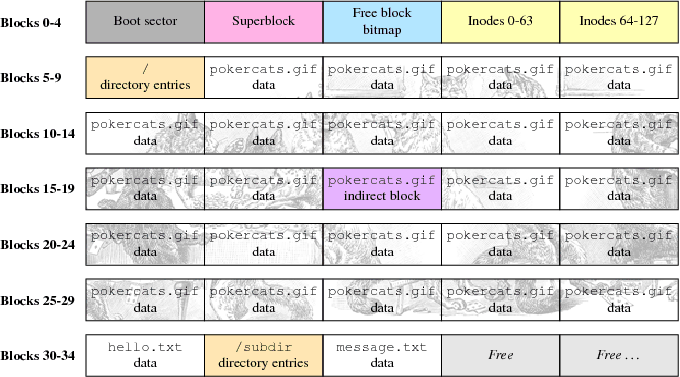 Blocks 0-4 Boot sector Superblock Free block bitmap Inodes 0-63 Inodes 64-127
Blocks 5-9 / directory entries pokercats.gif data pokercats.gif data pokercats.gif data pokercats.gif data
Blocks 10-14 pokercats.gif data pokercats.gif data pokercats.gif data pokercats.gif data pokercats.gif data
Blocks 15-19 pokercats.gif data pokercats.gif data pokercats.gif indirect block pokercats.gif data pokercats.gif data
Blocks 20-24 pokercats.gif data pokercats.gif data pokercats.gif data pokercats.gif data pokercats.gif data
Blocks 25-29 pokercats.gif data pokercats.gif data pokercats.gif data pokercats.gif data pokercats.gif data
Blocks 30-34 hello.txt data /subdir directory entries message.txt data Free Free . . .